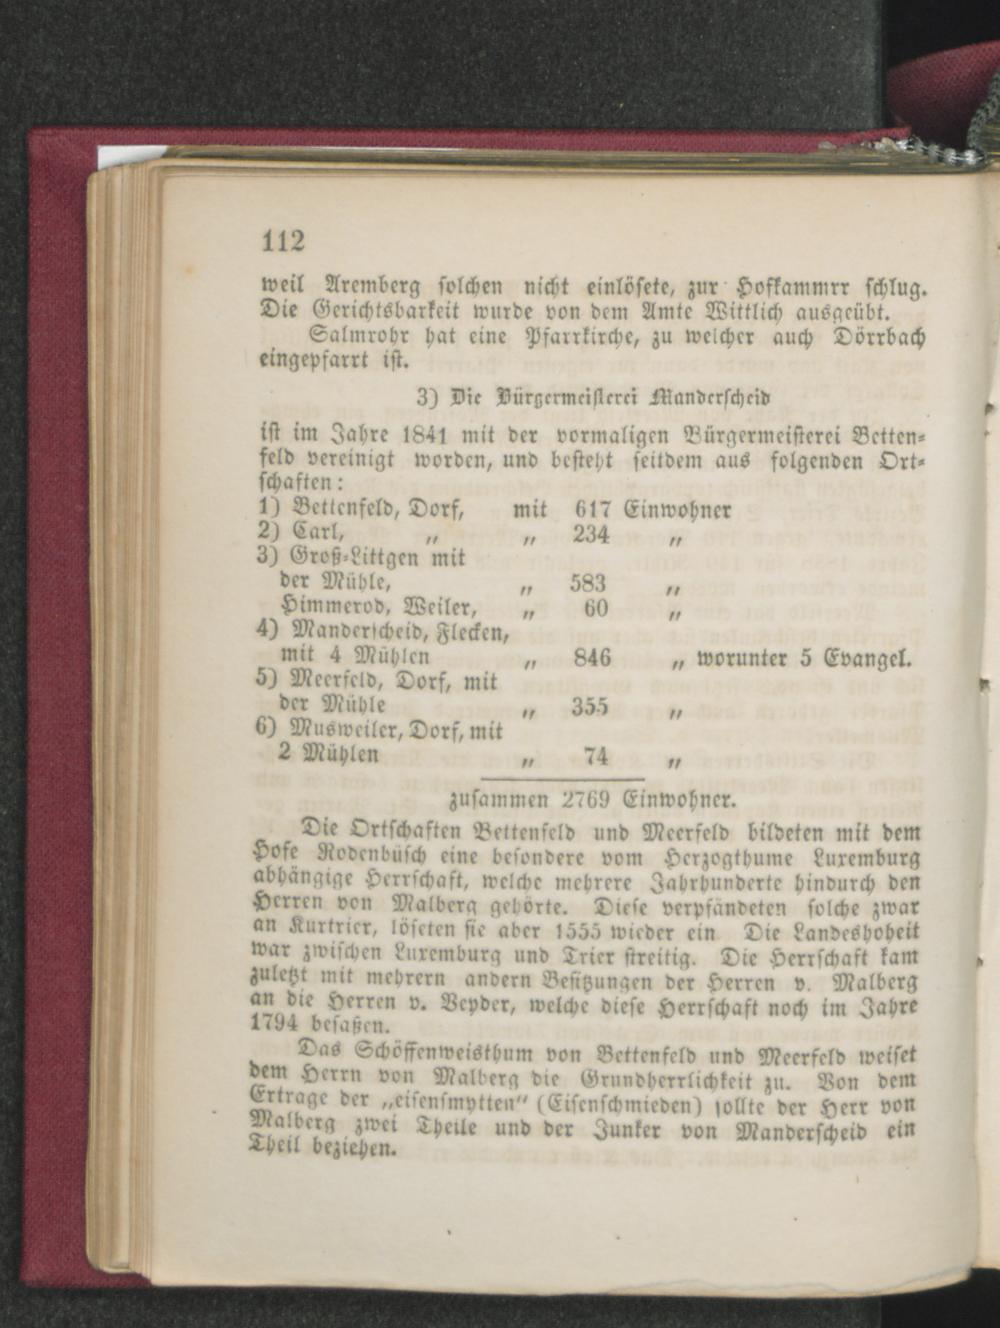 112
weil Aremberg solchen nicht einlösete, zur Hofkammrr schlug.
Die Gerichtsbarkeit wurde von dem Amte Wittlich ausgeübt.
Salmrohr hat eine Pfarrkirche, zu welcher auch Dörrbach
eingepfarrt ist.
3) Die Bürgermeisterei Manderscheid
ist im Jahre 1841 mit der vormaligen Bürgermeisterei Betten-
feld vereinigt worden, und besteht seitdem aus folgenden Ort-
schaften:
1) Bettenfeld, Dorf, mit 617 Einwohner
2) Carl, „ „ 234 „
3) Groß-Littgen mit
der Mühle, „ 583 „
Himmerod, Weiler, „ 60 „
4) Manderscheid, Flecken,
mit 4 Mühlen „ 846 „ worunter 5 Evangel.
5) Meerfeld, Dorf, mit
der Mühle „ 355 „
6) Musweiler, Dorf, mit
2 Mühlen „ 74 „
zusammen 2769 Einwohner.
Die Ortschaften Bettenfeld und Meerfeld bildeten mit dem
Hofe Rodenbüsch eine besondere vom Herzogthume Luxemburg
abhängige Herrschaft, welche mehrere Jahrhunderte hindurch den
Herren von Malberg gehörte. Diese verpfändeten solche zwar
an Kurtrier, löseten sie aber 1555 wieder ein Die Landeshoheit
war zwischen Luxemburg und Trier streitig. Die Herrschaft kam
zuletzt mit mehrern andern Besitzungen der Herren v. Malberg
an die Herren v. Veyder, welche diese Herrschaft noch im Jahre
1794 besaßen.
Das Schöffenweisthum von Bettenfeld und Meerfeld weiset
dem Herrn von Malberg die Grundherrlichkeit zu. Von dem
Ertrage der „eisensmytten" (Eisenschmieden) sollte der Herr von
Malberg zwei Theile und der Junker von Manderscheid ein
Theil beziehen.